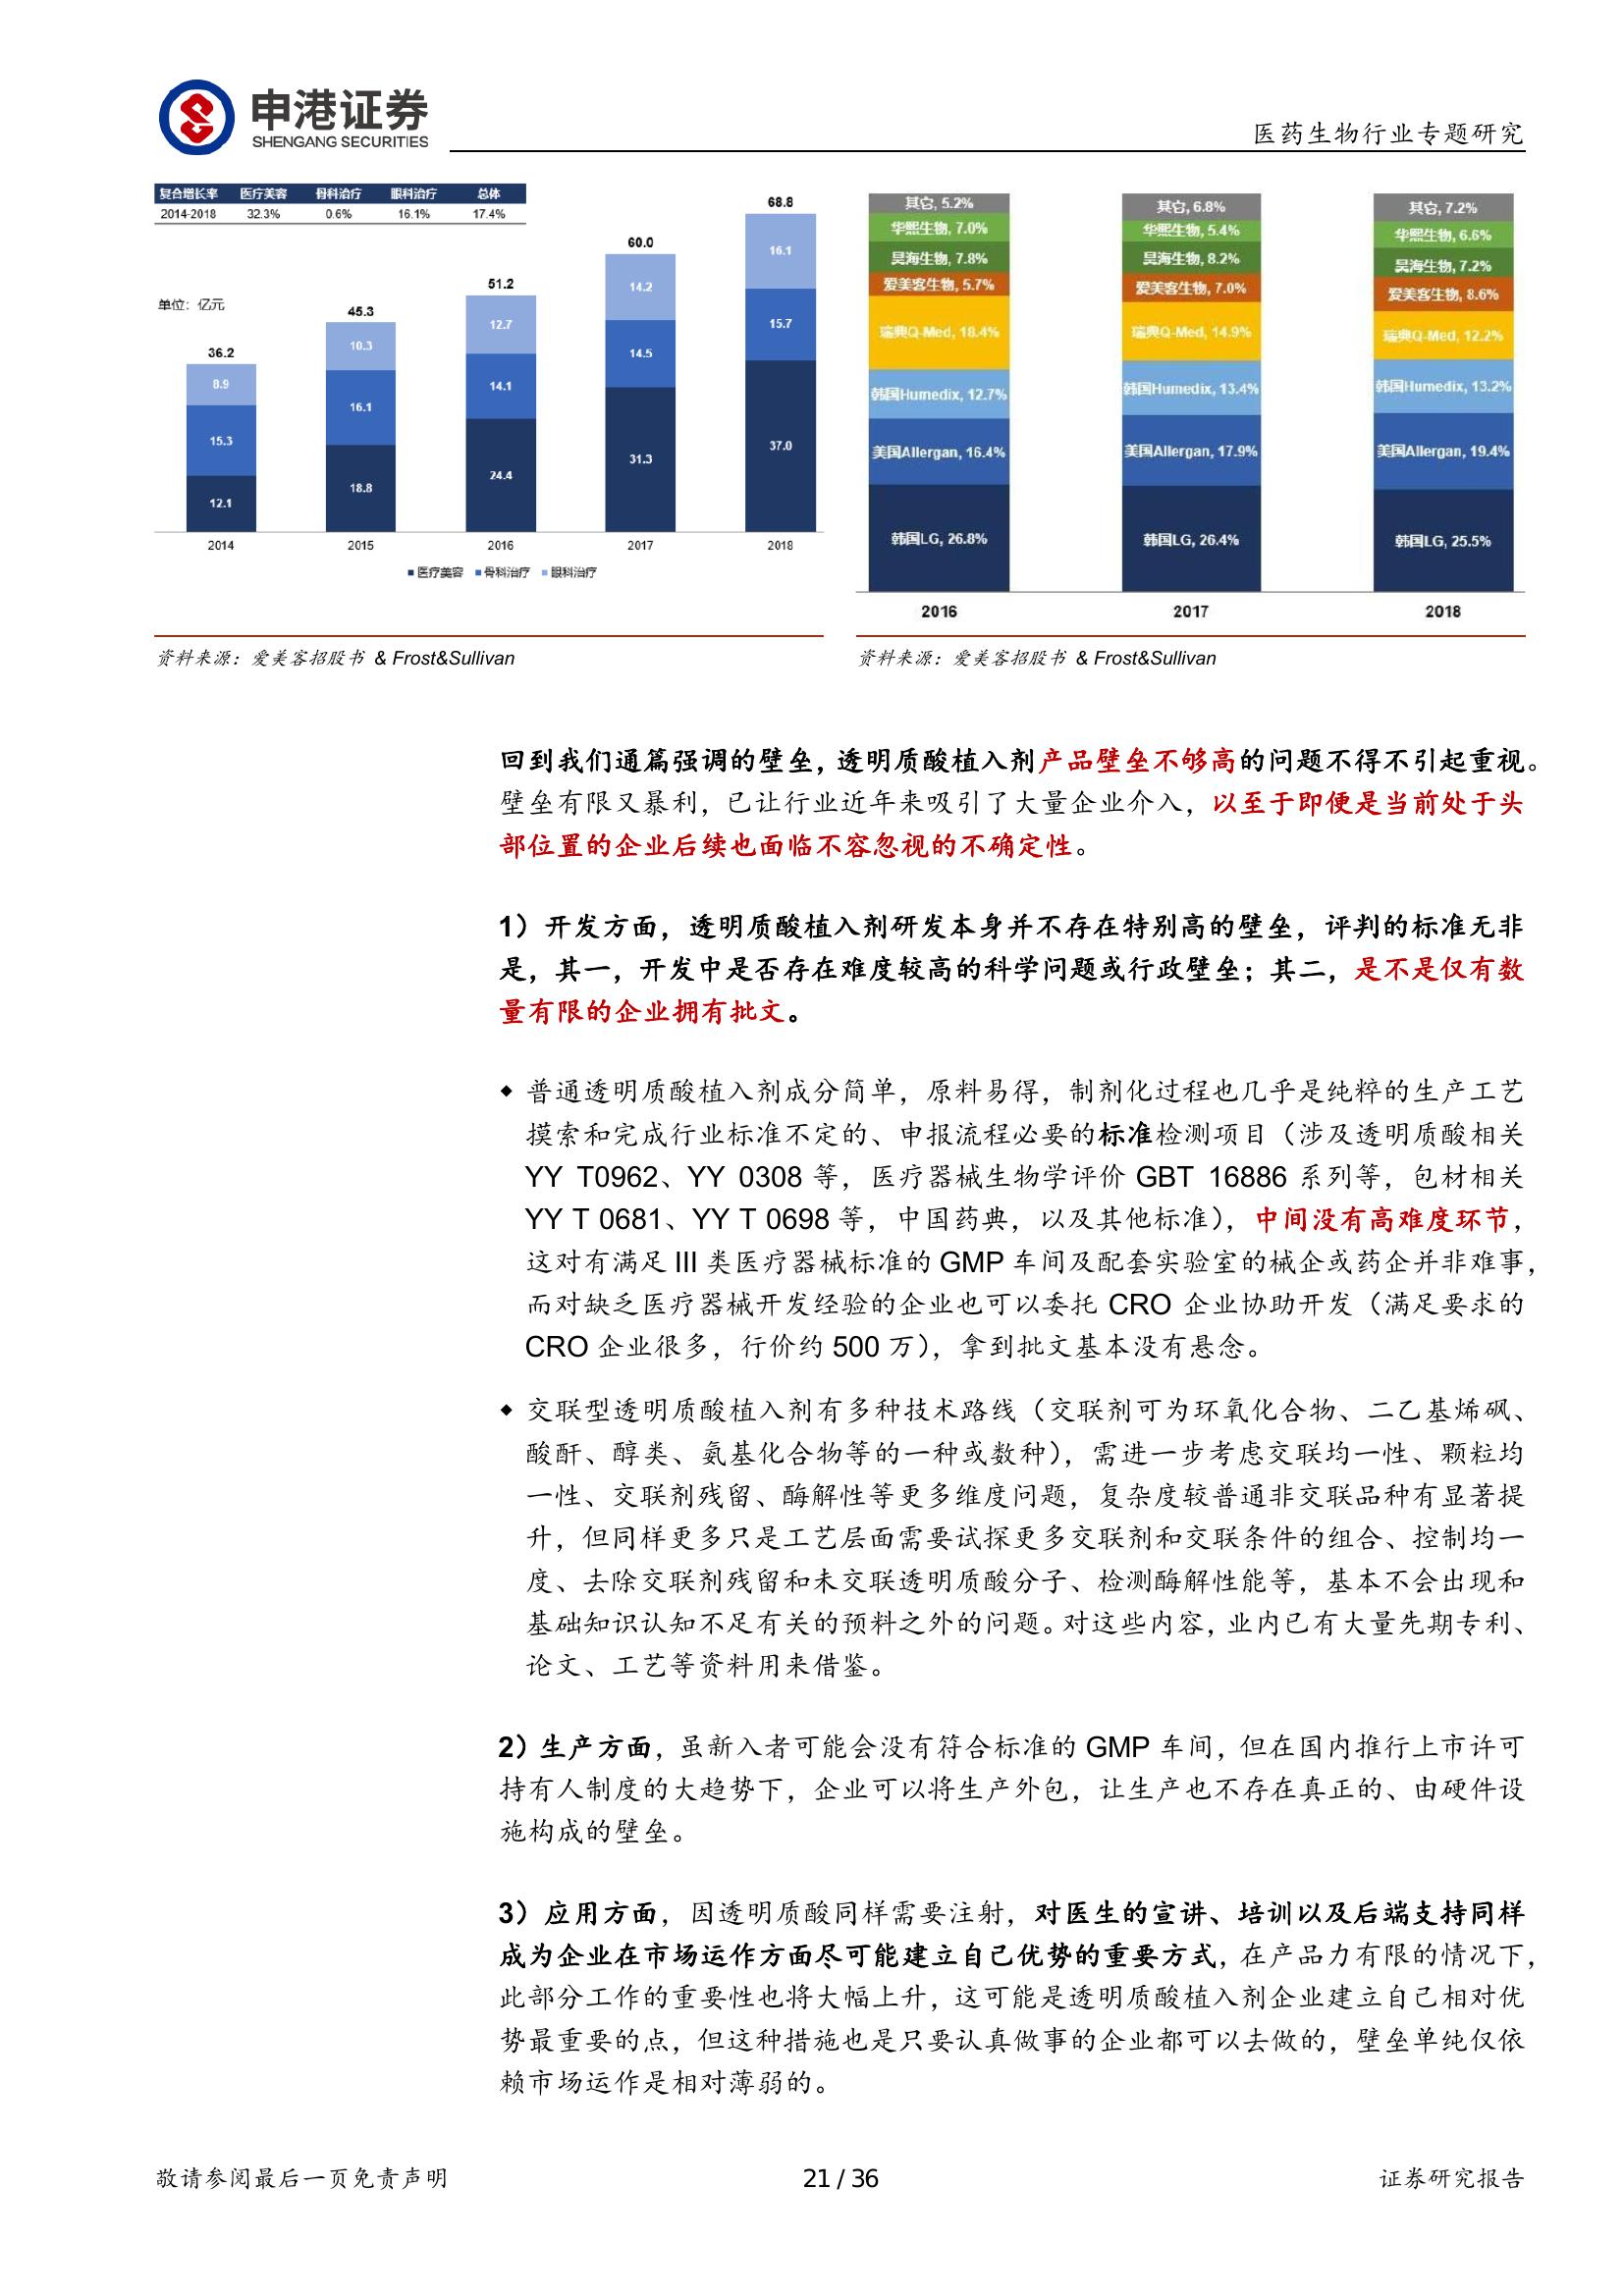 申港证券
SHENGANG SECURITIES
医药生物行业专题研究
复合增长率 医疗美容 骨科治疗 眼科治疗 总体
2014-2018 32.3% 0.6% 16.1% 17.4%
单位：亿元
36.2
8.9
15.3
12.1
45.3
10.3
16.1
18.8
51.2
12.7
14.1
24.4
60.0
14.2
14.5
31.3
68.8
16.1
15.7
37.0
2014 2015 2016 2017 2018
医疗美容 骨科治疗 眼科治疗
其它, 5.2%
华熙生物, 7.0%
昊海生物, 7.8%
爱美客生物, 5.7%
瑞典Q-Med, 18.4%
韩国Humedix, 12.7%
美国Allergan, 16.4%
韩国LG, 26.8%
其它, 6.8%
华熙生物, 5.4%
昊海生物, 8.2%
爱美客生物, 7.0%
瑞典Q-Med, 14.9%
韩国Humedix, 13.4%
美国Allergan, 17.9%
韩国LG, 26.4%
其它, 7.2%
华熙生物, 6.6%
昊海生物, 7.2%
爱美客生物, 8.6%
瑞典Q-Med, 12.2%
韩国Humedix, 13.2%
美国Allergan, 19.4%
韩国LG, 25.5%
2016 2017 2018
资料来源：爱美客招股书 & Frost&Sullivan
资料来源：爱美客招股书 & Frost&Sullivan
回到我们通篇强调的壁垒，透明质酸植入剂产品壁垒不够高的问题不得不引起重视。
壁垒有限又暴利，已让行业近年来吸引了大量企业介入，以至于即便是当前处于头
部位置的企业后续也面临不容忽视的不确定性。
1）开发方面，透明质酸植入剂研发本身并不存在特别高的壁垒，评判的标准无非
是，其一，开发中是否存在难度较高的科学问题或行政壁垒；其二，是不是仅有数
量有限的企业拥有批文。
◆ 普通透明质酸植入剂成分简单，原料易得，制剂化过程也几乎是纯粹的生产工艺
摸索和完成行业标准不定的、申报流程必要的标准检测项目（涉及透明质酸相关
YY T0962、YY 0308 等，医疗器械生物学评价 GBT 16886 系列等，包材相关
YY T 0681、YY T 0698 等，中国药典，以及其他标准），中间没有高难度环节，
这对有满足 III 类医疗器械标准的 GMP 车间及配套实验室的械企或药企并非难事，
而对缺乏医疗器械开发经验的企业也可以委托 CRO 企业协助开发（满足要求的
CRO 企业很多，行价约 500 万），拿到批文基本没有悬念。
◆ 交联型透明质酸植入剂有多种技术路线（交联剂可为环氧化合物、二乙基烯砜、
酸酐、醇类、氨基化合物等的一种或数种），需进一步考虑交联均一性、颗粒均
一性、交联剂残留、酶解性等更多维度问题，复杂度较普通非交联品种有显著提
升，但同样更多只是工艺层面需要试探更多交联剂和交联条件的组合、控制均一
度、去除交联剂残留和未交联透明质酸分子、检测酶解性能等，基本不会出现和
基础知识认知不足有关的预料之外的问题。对这些内容，业内已有大量先期专利、
论文、工艺等资料用来借鉴。
2）生产方面，虽新入者可能会没有符合标准的 GMP 车间，但在国内推行上市许可
持有人制度的大趋势下，企业可以将生产外包，让生产也不存在真正的、由硬件设
施构成的壁垒。
3）应用方面，因透明质酸同样需要注射，对医生的宣讲、培训以及后端支持同样
成为企业在市场运作方面尽可能建立自己优势的重要方式，在产品力有限的情况下，
此部分工作的重要性也将大幅上升，这可能是透明质酸植入剂企业建立自己相对优
势最重要的点，但这种措施也是只要认真做事的企业都可以去做的，壁垒单纯仅依
赖市场运作是相对薄弱的。
敬请参阅最后一页免责声明 21 / 36 证券研究报告